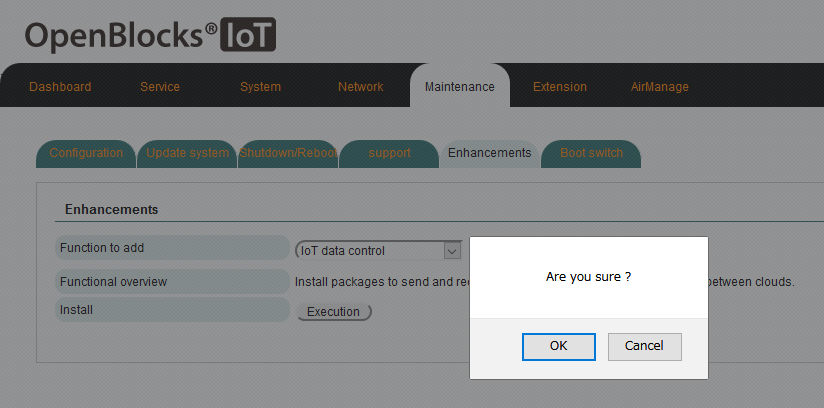 OpenBlocks® IoT
Dashboard Service System Network Maintenance Extension AirManage
Configuration Update system Shutdown/Reboot support Enhancements Boot switch
Enhancements
Function to add IoT data control
Are you sure ?
Functional overview Install packages to send and re etween clouds.
Install Execution
OK Cancel